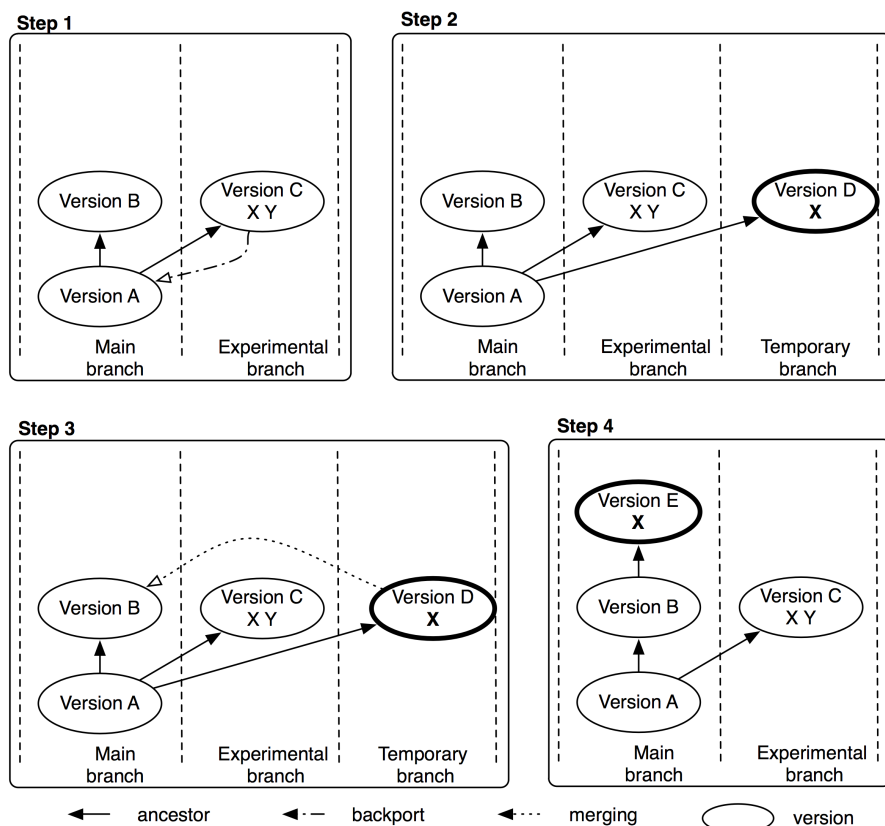 Step 1
Version B
Version C
X Y
Version A
Main
branch
Experimental
branch
Step 2
Version B
Version C
X Y
Version D
X
Version A
Main
branch
Experimental
branch
Temporary
branch
Step 3
Version B
Version C
X Y
Version D
X
Version A
Main
branch
Experimental
branch
Temporary
branch
Step 4
Version E
X
Version B
Version C
X Y
Version A
Main
branch
Experimental
branch
ancestor
backport
merging
version